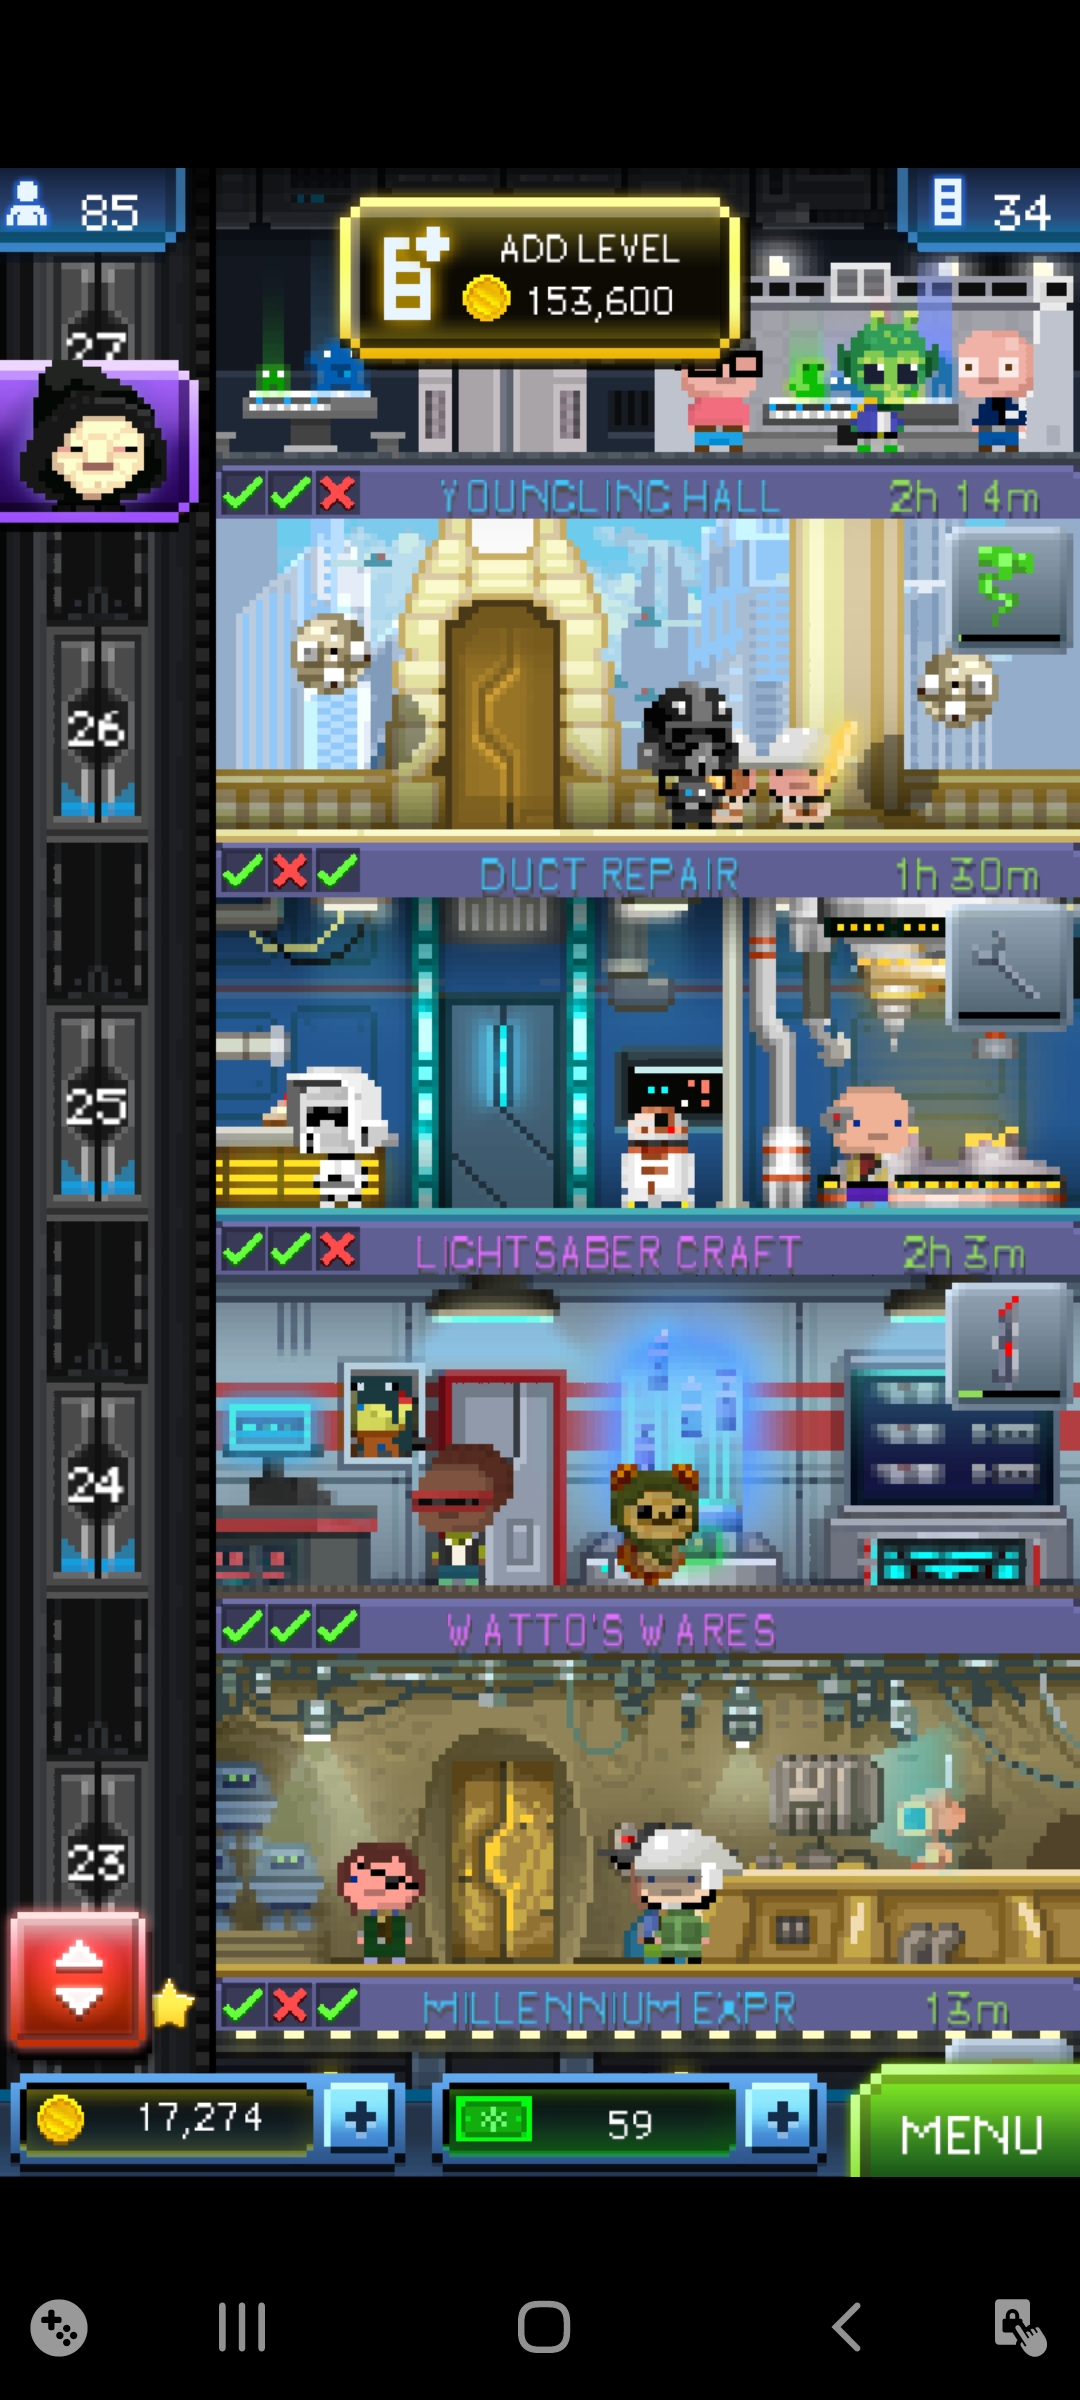 85
ADD LEVEL
153,600
34
27
YOUNGLING HALL 2h 14m
26
DUCT REPAIR 1h 30m
25
LIGHTSABER CRAFT 2h 3m
24
WATTO'S WARES
23
MILLENNIUM EXPR 13m
17,274
59
MENU